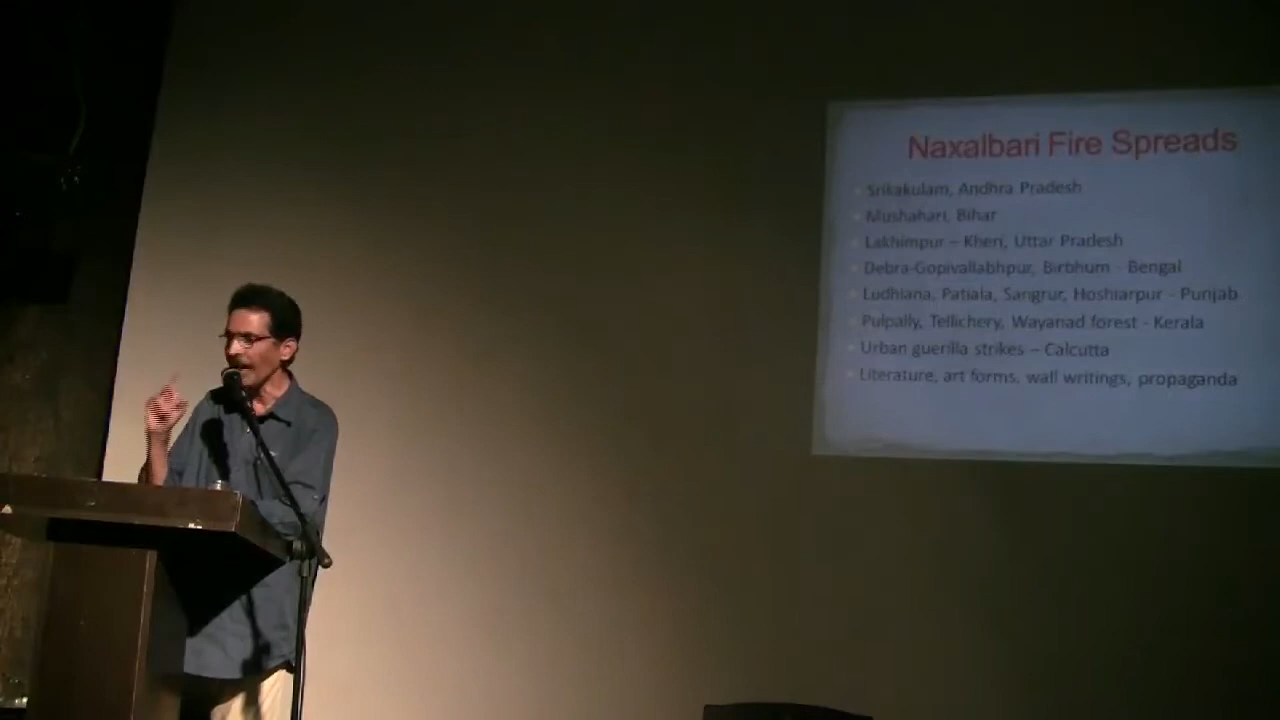 Naxalbari Fire Spreads
Srikakulam, Andhra Pradesh
Mushahari, Bihar
Lakhimpur – Kheri, Uttar Pradesh
Debra-Gopivallabhpur, Birbhum - Bengal
Ludhiana, Patiala, Sangrur, Hoshiarpur - Punjab
Pulpally, Tellichery, Wayanad forest - Kerala
Urban guerilla strikes – Calcutta
Literature, art forms, wall writings, propaganda